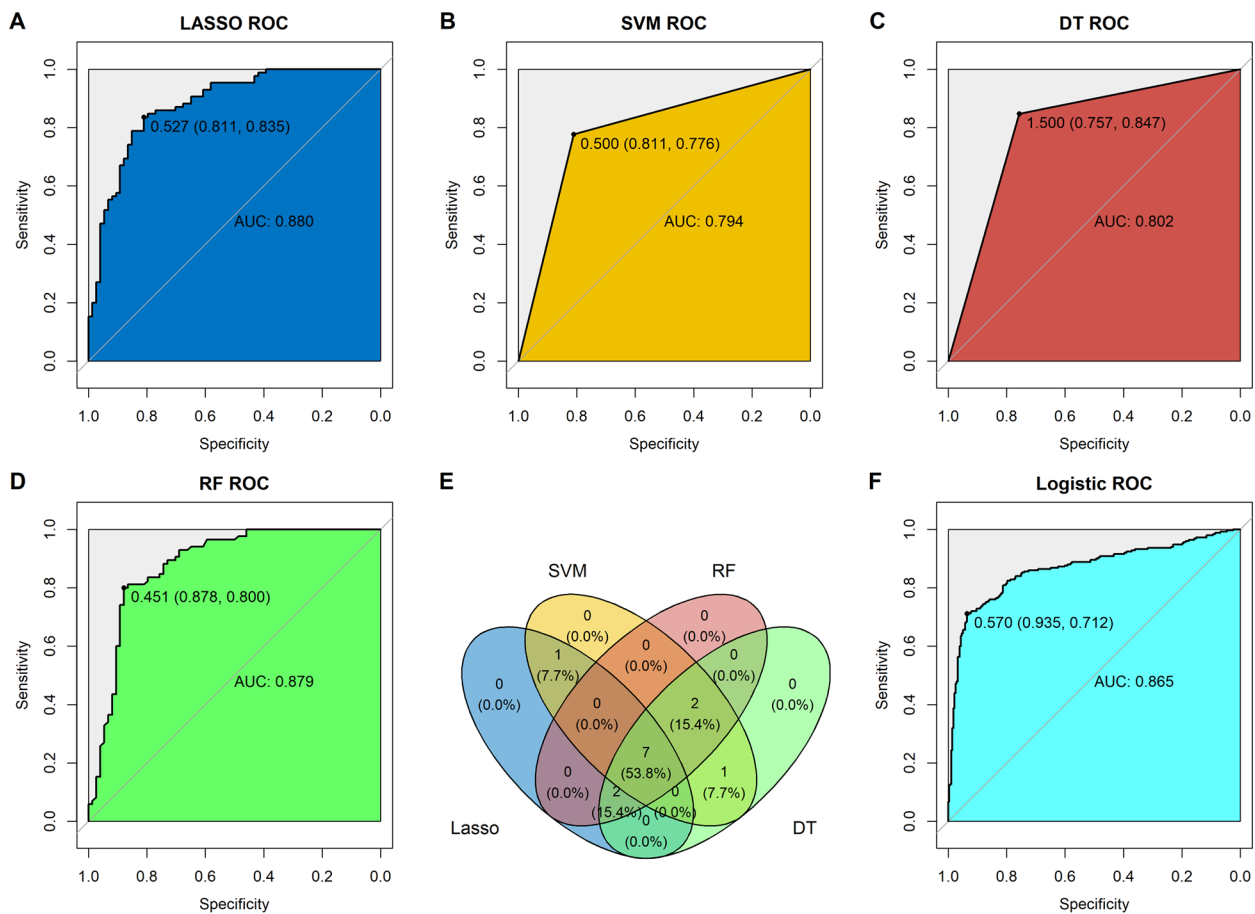 A
LASSO ROC
1.0
0.8
0.6
0.4
0.2
0.0
Sensitivity
0.527 (0.811, 0.835)
AUC: 0.880
1.0 0.8 0.6 0.4 0.2 0.0
Specificity
B
SVM ROC
1.0
0.8
0.6
0.4
0.2
0.0
Sensitivity
0.500 (0.811, 0.776)
AUC: 0.794
1.0 0.8 0.6 0.4 0.2 0.0
Specificity
C
DT ROC
1.0
0.8
0.6
0.4
0.2
0.0
Sensitivity
1.500 (0.757, 0.847)
AUC: 0.802
1.0 0.8 0.6 0.4 0.2 0.0
Specificity
D
RF ROC
1.0
0.8
0.6
0.4
0.2
0.0
Sensitivity
0.451 (0.878, 0.800)
AUC: 0.879
1.0 0.8 0.6 0.4 0.2 0.0
Specificity
E
SVM
RF
Lasso
DT
0
(0.0%)
0
(0.0%)
0
(0.0%)
1
(7.7%)
0
(0.0%)
0
(0.0%)
0
(0.0%)
0
(0.0%)
2
(15.4%)
7
(53.8%)
0
(0.0%)
1
(7.7%)
2
(15.4%)
0
(0.0%)
0
(0.0%)
F
Logistic ROC
1.0
0.8
0.6
0.4
0.2
0.0
Sensitivity
0.570 (0.935, 0.712)
AUC: 0.865
1.0 0.8 0.6 0.4 0.2 0.0
Specificity